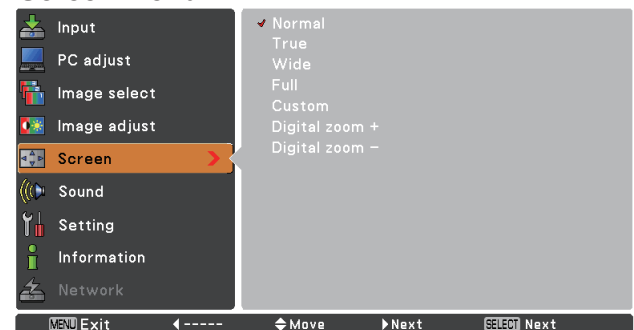 Input
PC adjust
Image select
Image adjust
Screen
Sound
Setting
Information
Network
Normal
True
Wide
Full
Custom
Digital zoom +
Digital zoom –
MENU Exit ◀ ----- Move ▶Next SELECT Next